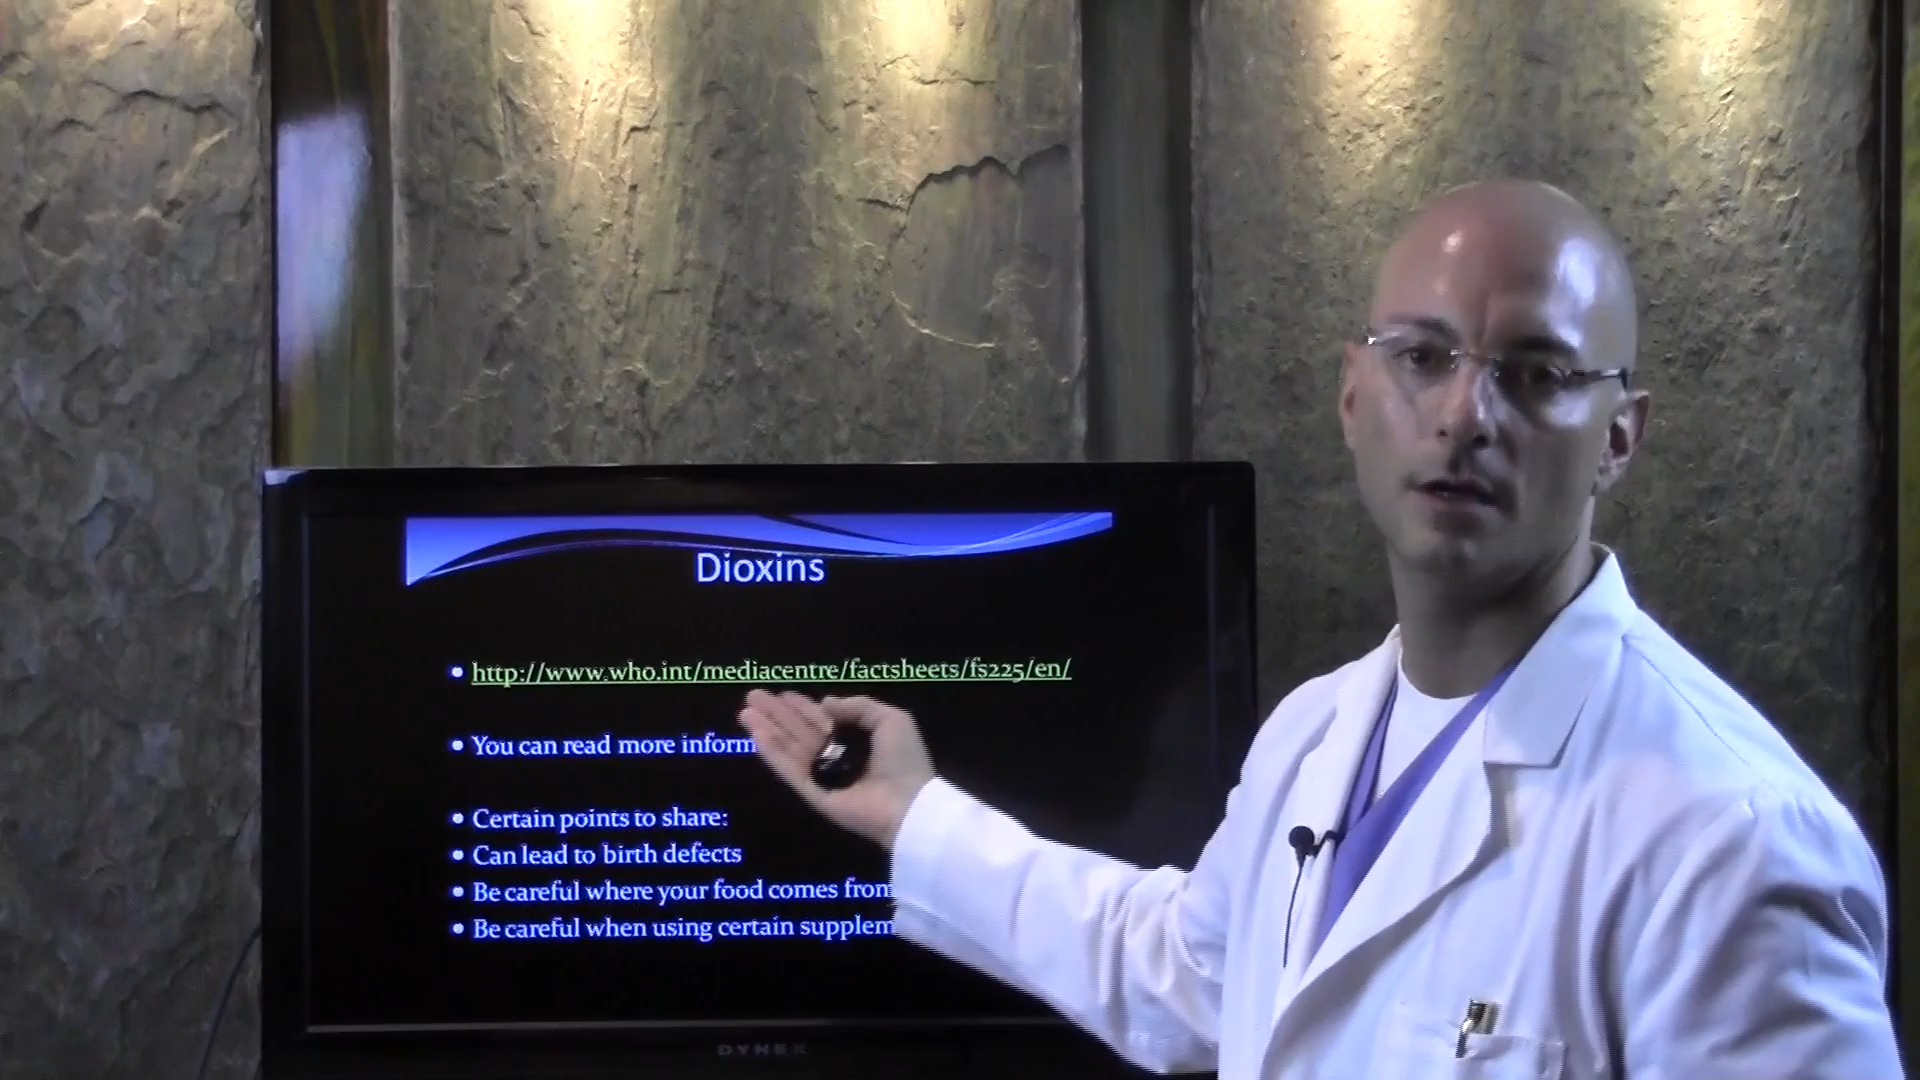 Dioxins
• http://www.who.int/mediacentre/factsheets/fs225/en/
• You can read more inform
• Certain points to share:
• Can lead to birth defects
• Be careful where your food comes from
• Be careful when using certain supplem
DYNEX